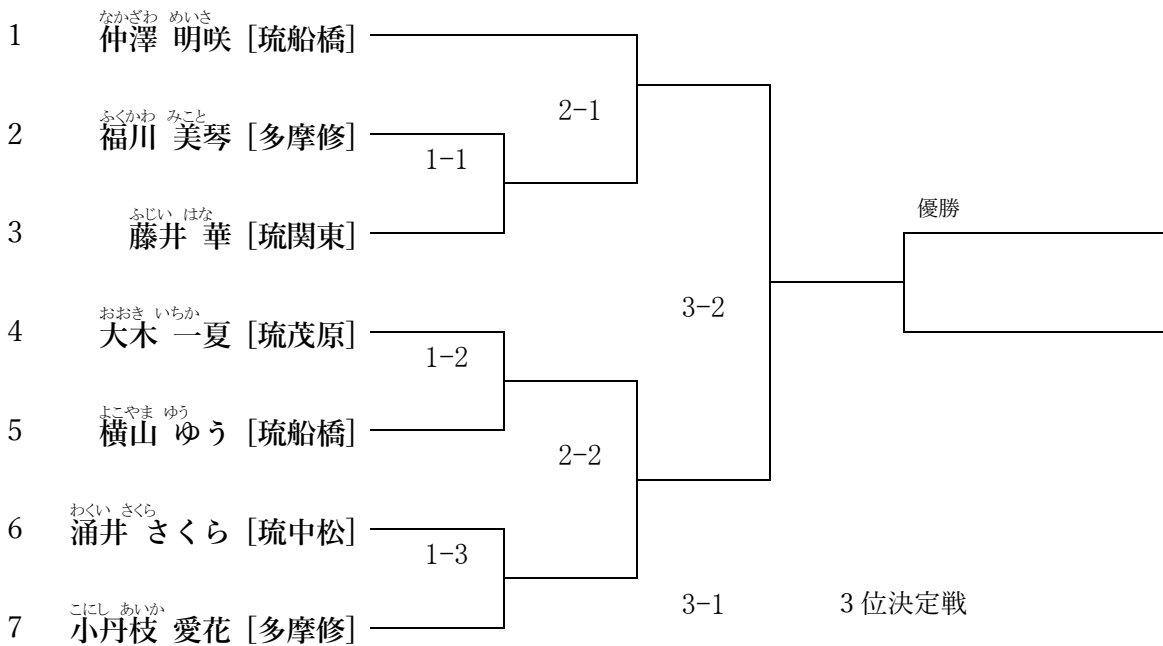 なかざわ めいさ
1 仲澤 明咲 [琉船橋]
2-1
ふくかわ みこと
2 福川 美琴 [多摩修]
1-1
ふじい はな
3 藤井 華 [琉関東]
優勝
3-2
おおき いちか
4 大木 一夏 [琉茂原]
1-2
よこやま ゆう
5 横山 ゆう [琉船橋]
2-2
わくい さくら
6 涌井 さくら [琉中松]
1-3
3-1 3位決定戦
こにし あいか
7 小丹枝 愛花 [多摩修]